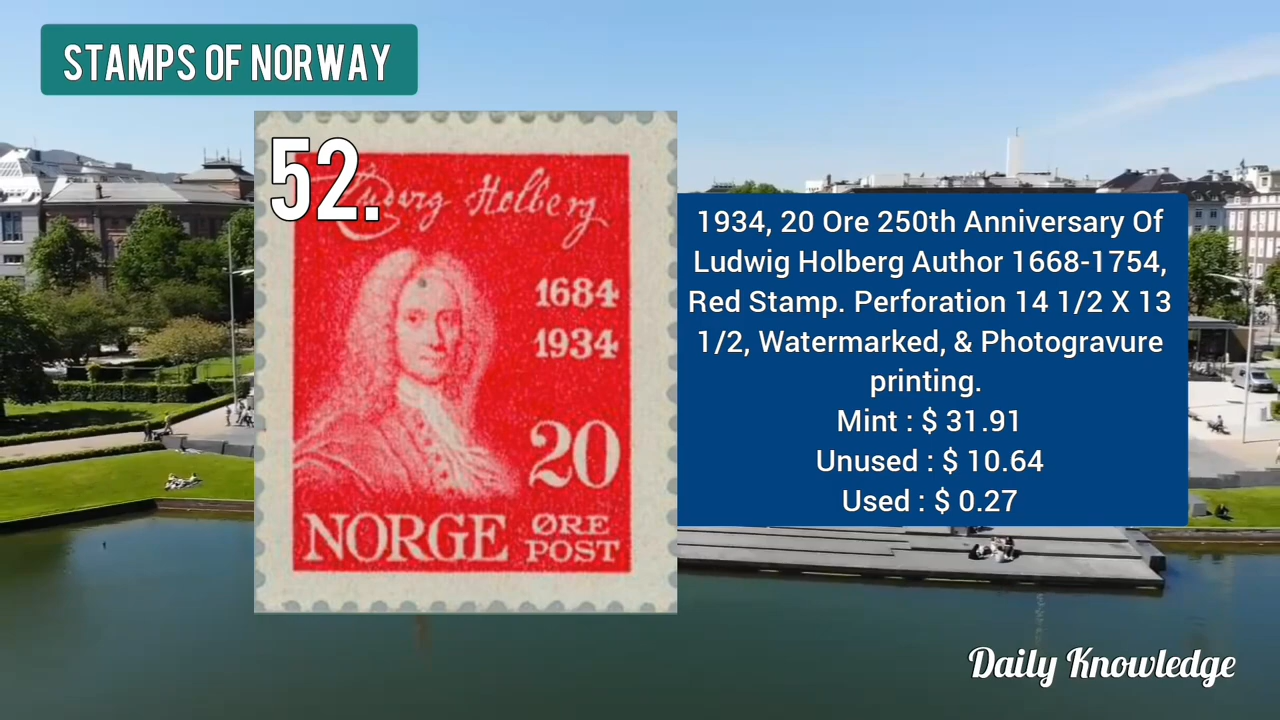 STAMPS OF NORWAY
52.
Ludvig Holberg
1684
1934
20
NORGE ØRE POST
1934, 20 Ore 250th Anniversary Of
Ludwig Holberg Author 1668-1754,
Red Stamp. Perforation 14 1/2 X 13
1/2, Watermarked, & Photogravure
printing.
Mint : $ 31.91
Unused : $ 10.64
Used : $ 0.27
Daily Knowledge